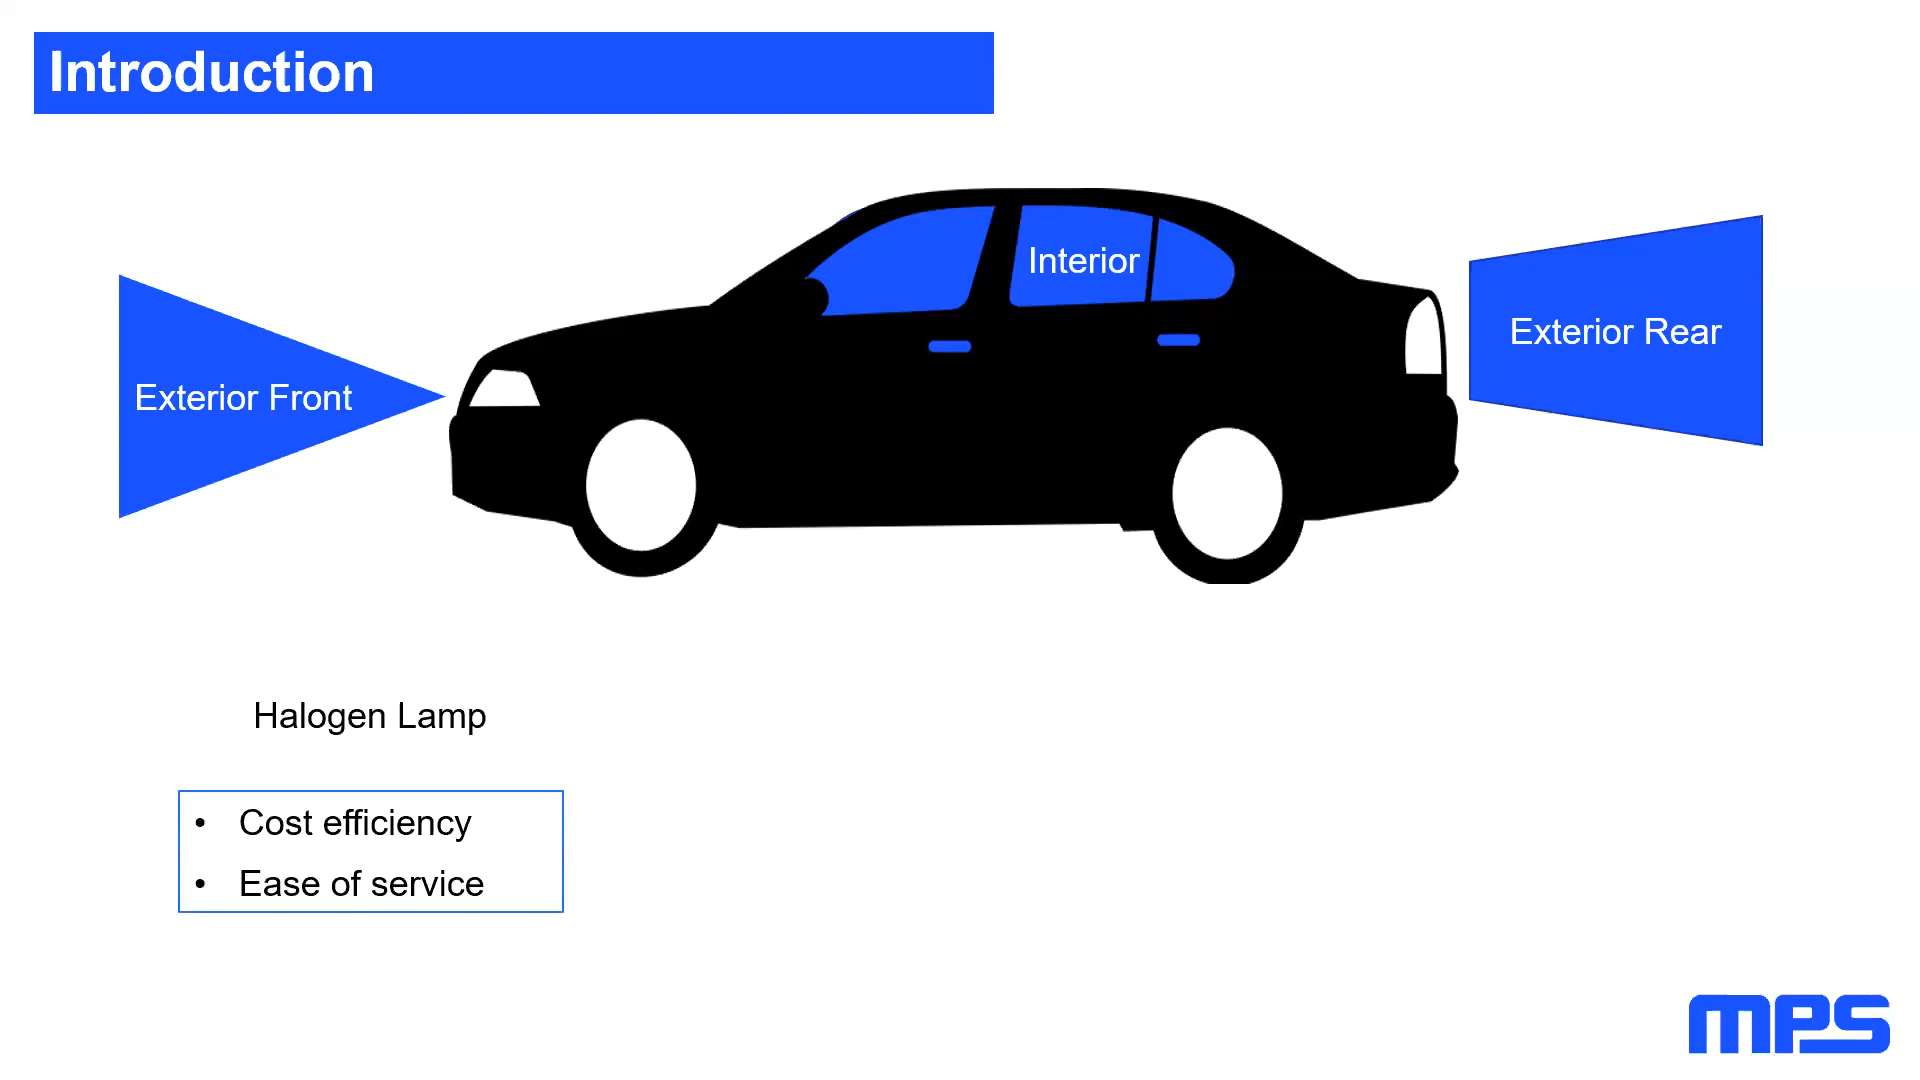 Introduction
Interior
Exterior Rear
Exterior Front
Halogen Lamp
• Cost efficiency
• Ease of service
MPS